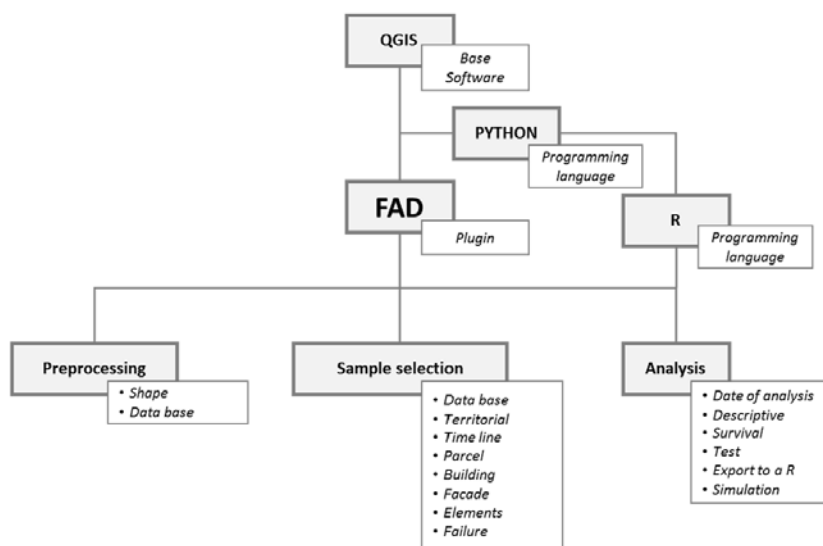 QGIS
Base
Software
PYTHON
Programming
language
FAD
Plugin
R
Programming
language
Preprocessing
• Shape
• Data base
Sample selection
• Data base
• Territorial
• Time line
• Parcel
• Building
• Facade
• Elements
• Failure
Analysis
• Date of analysis
• Descriptive
• Survival
• Test
• Export to a R
• Simulation